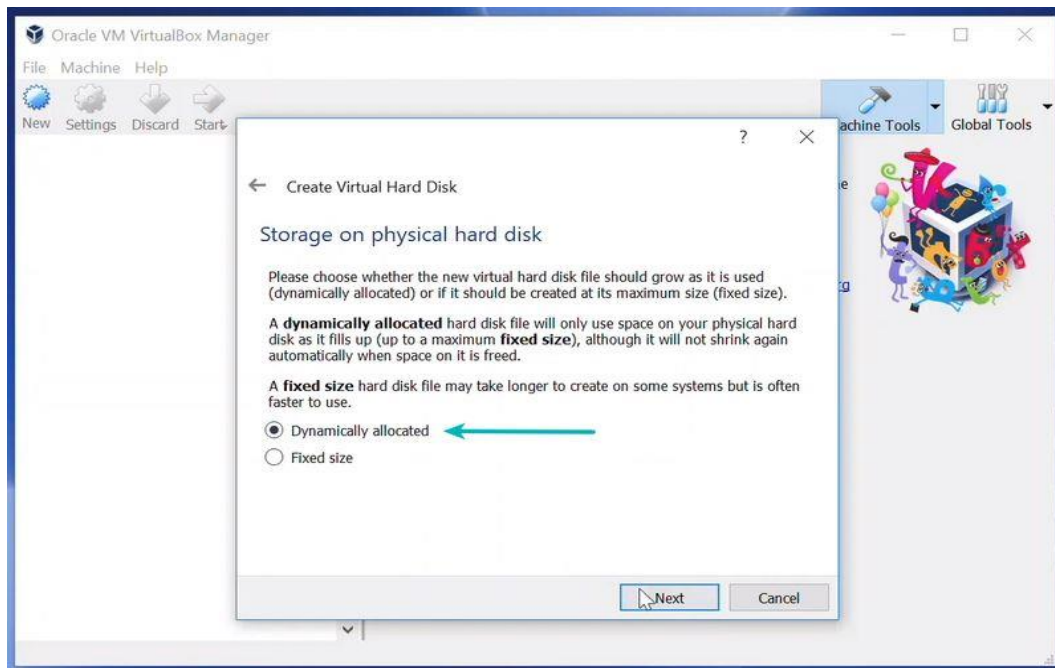 Oracle VM VirtualBox Manager
File Machine Help
New Settings Discard Start
achine Tools Global Tools
?
Create Virtual Hard Disk
Storage on physical hard disk
Please choose whether the new virtual hard disk file should grow as it is used
(dynamically allocated) or if it should be created at its maximum size (fixed size).
A dynamically allocated hard disk file will only use space on your physical hard
disk as it fills up (up to a maximum fixed size), although it will not shrink again
automatically when space on it is freed.
A fixed size hard disk file may take longer to create on some systems but is often
faster to use.
Dynamically allocated
Fixed size
Next Cancel
e
rg